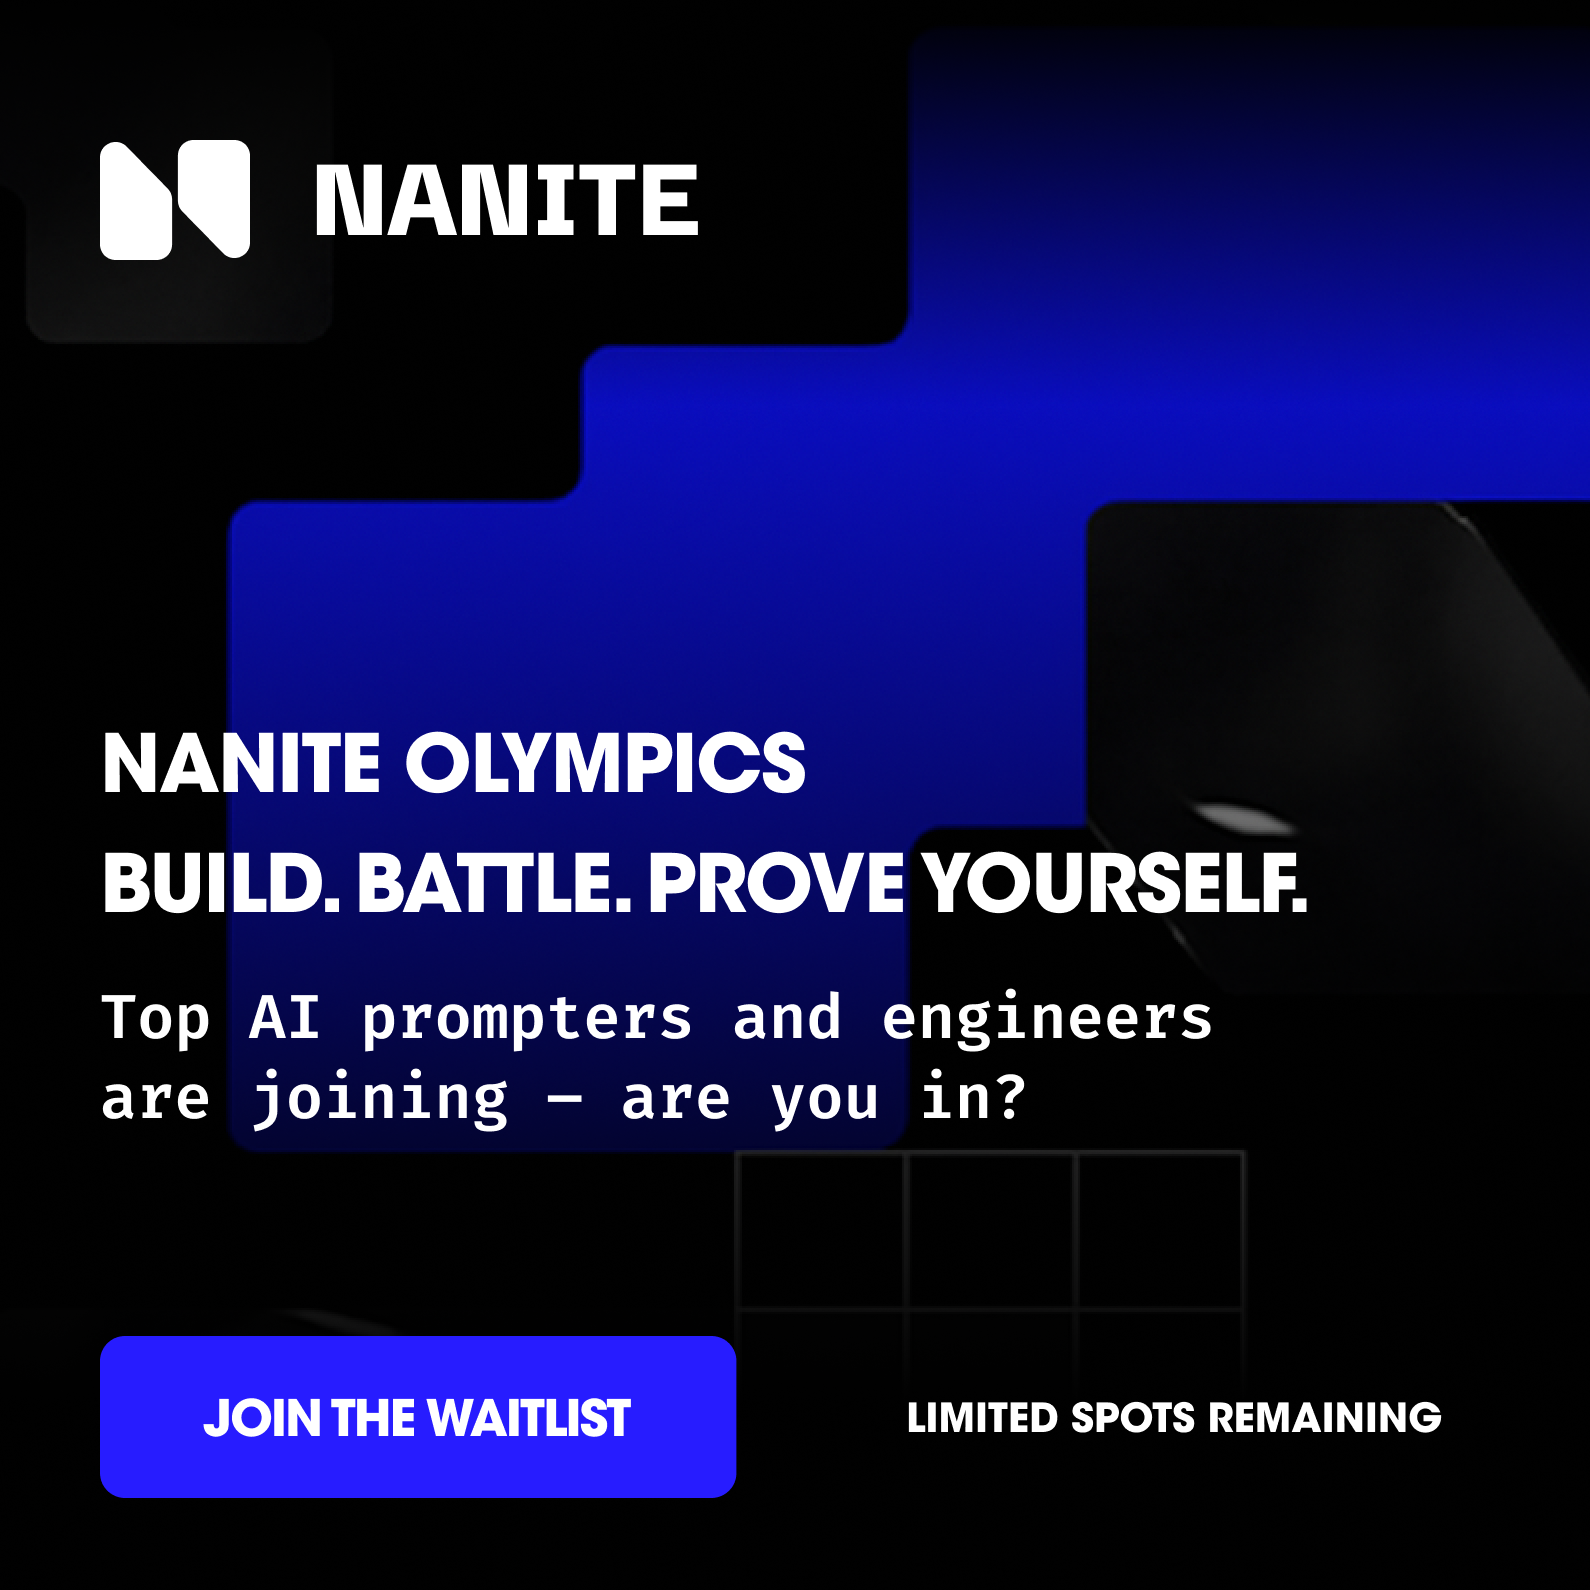 NANITE
NANITE OLYMPICS
BUILD. BATTLE. PROVE YOURSELF.
Top AI prompters and engineers
are joining — are you in?
JOIN THE WAITLIST
LIMITED SPOTS REMAINING